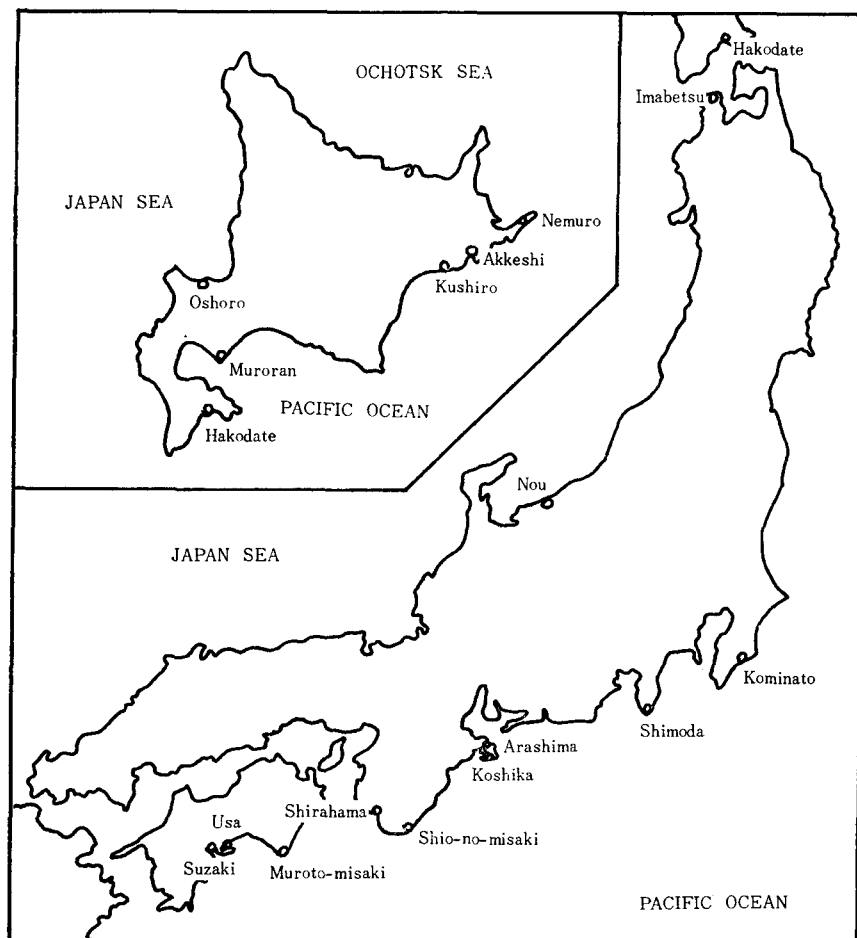 OCHOTSK SEA
JAPAN SEA
Nemuro
Akkeshi
Kushiro
Oshoro
Muroran
PACIFIC OCEAN
Hakodate
Hakodate
Imabetsu
Nou
JAPAN SEA
Kominato
Shimoda
Arashima
Koshika
Shirahama
Usa
Shio-no-misaki
Suzaki
Muroto-misaki
PACIFIC OCEAN